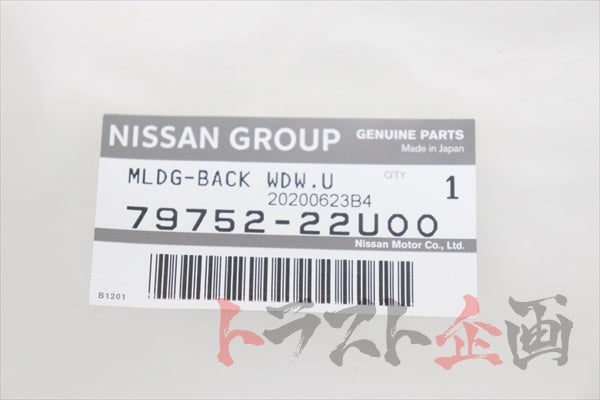 NISSAN GROUP
GENUINE PARTS
Made in Japan
MLDG-BACK WDW.U
Q'TY
1
20200623B4
79752-22U00
Nissan Motor Co., Ltd.
B1201
トラスト企画